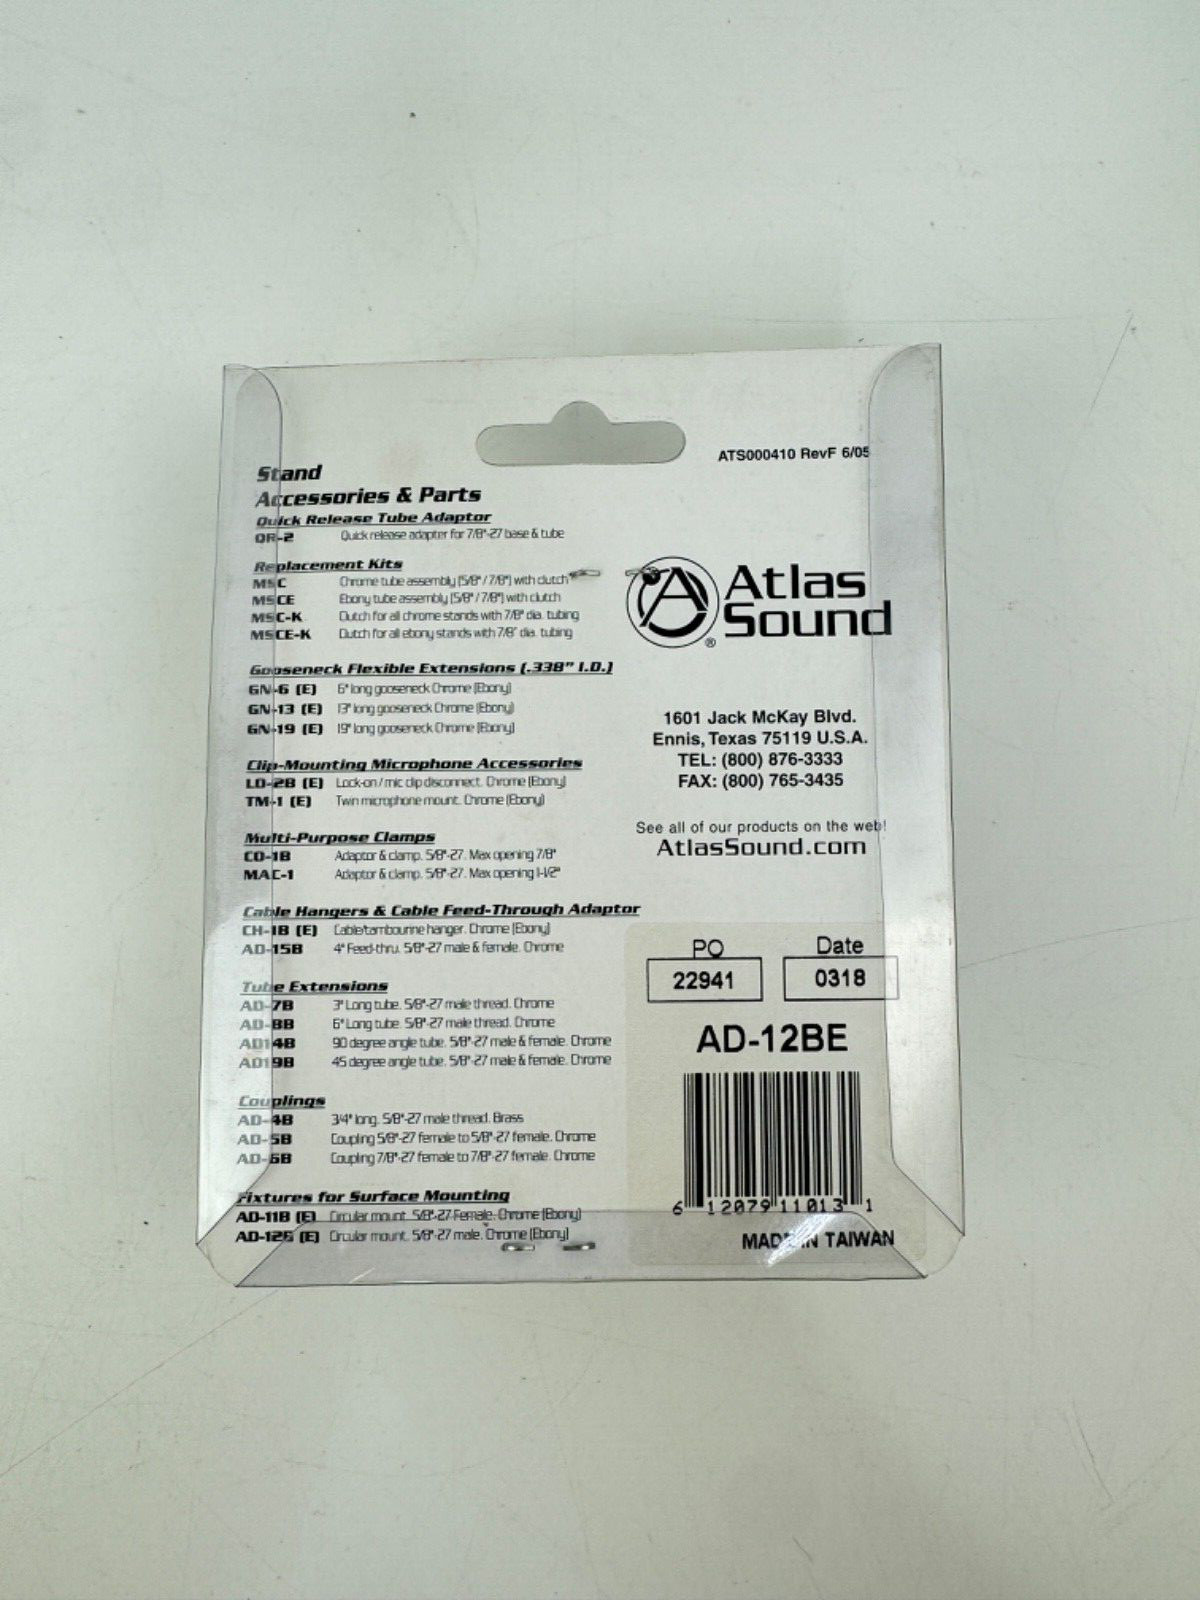 ATS000410 RevF 6/05
Stand
Accessories & Parts
Quick Release Tube Adaptor
QR-2 Quick release adapter for 7/8"-27 base & tube
Replacement Kits
MSC Chrome tube assembly (5/8" / 7/8") with clutch
MSCE Ebony tube assembly (5/8" / 7/8") with clutch
MSC-K Clutch for all chrome stands with 7/8" dia. tubing
MSCE-K Clutch for all ebony stands with 7/8" dia. tubing
Gooseneck Flexible Extensions (.338" I.D.)
GN-6 (E) 6" long gooseneck Chrome (Ebony)
GN-13 (E) 13" long gooseneck Chrome (Ebony)
GN-19 (E) 19" long gooseneck Chrome (Ebony)
Clip-Mounting Microphone Accessories
LO-2B (E) Lock-on / mic clip disconnect. Chrome (Ebony)
TM-1 (E) Twin microphone mount. Chrome (Ebony)
Multi-Purpose Clamps
CO-1B Adaptor & clamp. 5/8"-27. Max opening 7/8"
MAC-1 Adaptor & clamp. 5/8"-27. Max opening 1-1/2"
Cable Hangers & Cable Feed-Through Adaptor
CH-1B (E) Cable/tambourine hanger. Chrome (Ebony)
AD-15B 4" Feed-thru. 5/8"-27 male & female. Chrome
Tube Extensions
AD-7B 3" Long tube. 5/8"-27 male thread. Chrome
AD-8B 6" Long tube. 5/8"-27 male thread. Chrome
AD14B 90 degree angle tube. 5/8"-27 male & female. Chrome
AD19B 45 degree angle tube. 5/8"-27 male & female. Chrome
Couplings
AD-4B 3/4" long. 5/8"-27 male thread. Brass
AD-5B Coupling 5/8"-27 female to 5/8"-27 female. Chrome
AD-6B Coupling 7/8"-27 female to 7/8"-27 female. Chrome
Fixtures for Surface Mounting
AD-11B (E) Circular mount. 5/8"-27 Female. Chrome (Ebony)
(E) Circular mount. 5/8"-27 male. Chrome (Ebony)
Atlas
Sound
®
1601 Jack McKay Blvd.
Ennis, Texas 75119 U.S.A.
TEL: (800) 876-3333
FAX: (800) 765-3435
See all of our products on the web!
AtlasSound.com
PO Date
22941 0318
AD-12BE
6 12079 11013 1
MADE IN TAIWAN